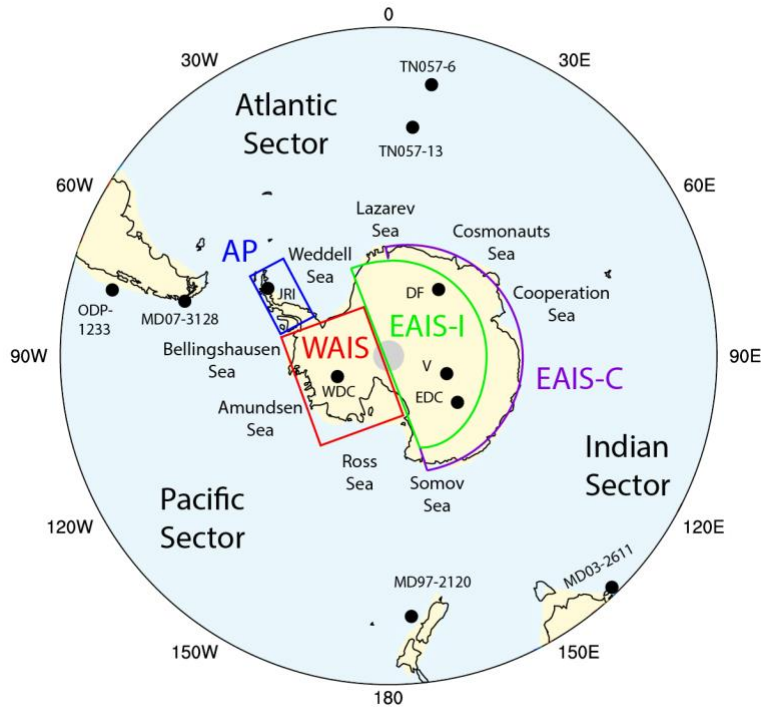 0
30W
30E
TN057-6
Atlantic
Sector
TN057-13
60W
60E
Lazarev
Sea
Cosmonauts
Sea
AP
Weddell
Sea
DF
JRI
Cooperation
Sea
ODP-
1233
MD07-3128
EAIS-I
Bellingshausen
Sea
WAIS
90W
90E
V
WDC
EDC
EAIS-C
Amundsen
Sea
Ross
Sea
Somov
Sea
Indian
Sector
Pacific
Sector
120W
120E
MD97-2120
MD03-2611
150W
150E
180